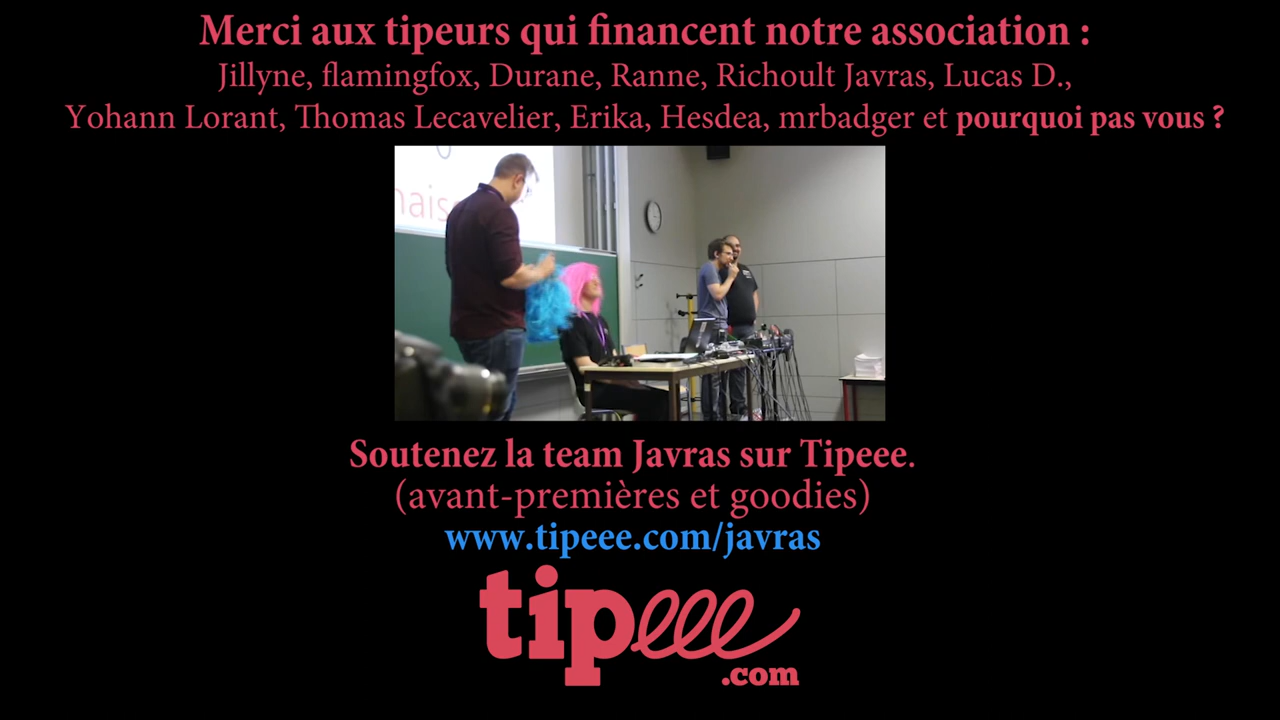 Merci aux tipeurs qui financent notre association :
Jillyne, flamingfox, Durane, Ranne, Richoult Javras, Lucas D.,
Yohann Lorant, Thomas Lecavelier, Erika, Hesdea, mrbadger et pourquoi pas vous ?
Soutenez la team Javras sur Tipeee.
(avant-premières et goodies)
www.tipeee.com/javras
tipeee
.com